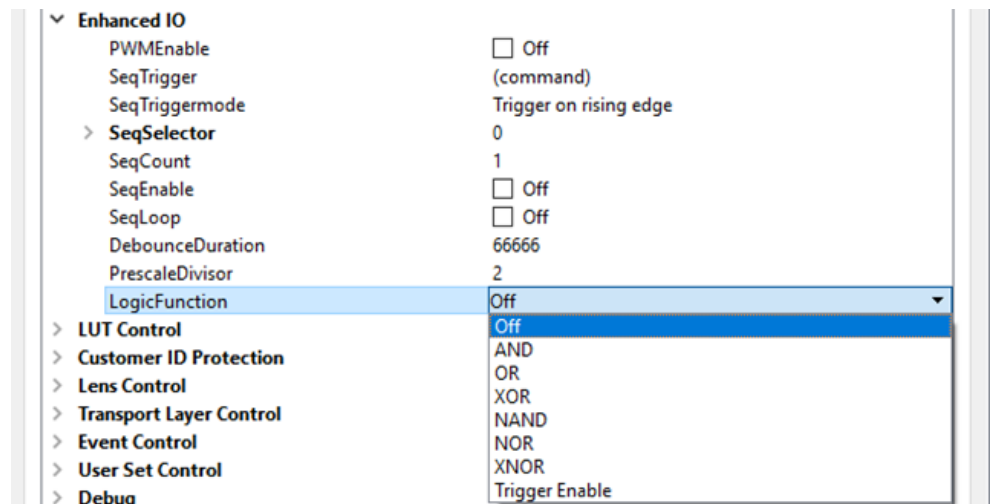 Enhanced IO
PWMEnable Off
SeqTrigger (command)
SeqTriggermode Trigger on rising edge
SeqSelector 0
SeqCount 1
SeqEnable Off
SeqLoop Off
DebounceDuration 66666
PrescaleDivisor 2
LogicFunction Off
LUT Control Off
Customer ID Protection AND
Lens Control OR
XOR
Transport Layer Control NAND
Event Control NOR
User Set Control XNOR
Debug Trigger Enable